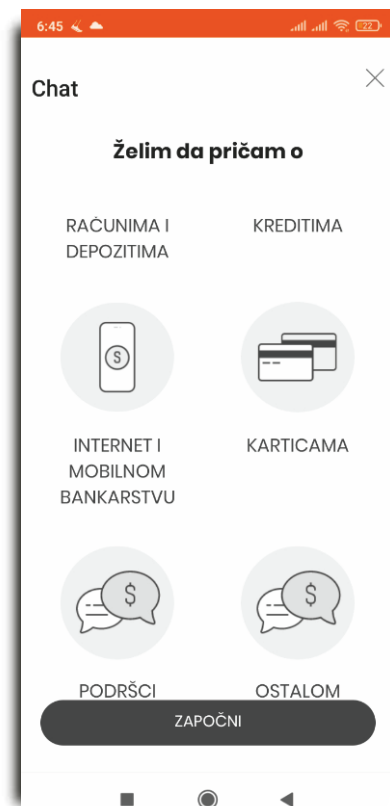 6:45
22
Chat
Želim da pričam o
RAČUNIMA I
DEPOZITIMA
KREDITIMA
$
INTERNET I
MOBILNOM
BANKARSTVU
KARTICAMA
$
$
PODRŠCI
OSTALOM
ZAPOČNI